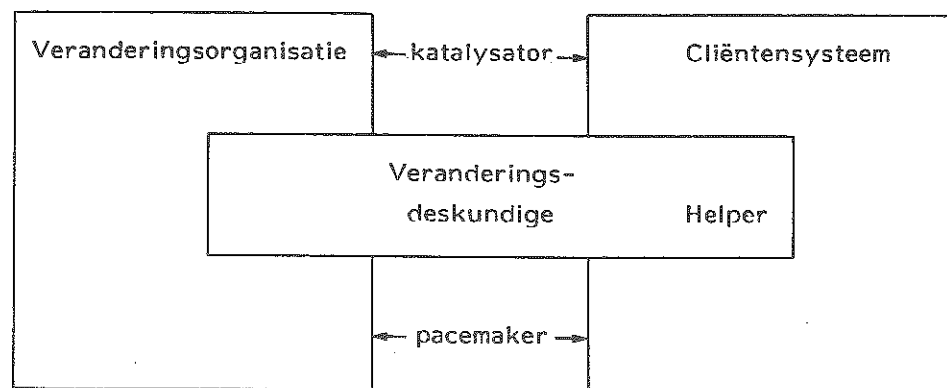 Veranderingsorganisatie
katalysator
Cliëntensysteem
Veranderings-
deskundige
Helper
pacemaker